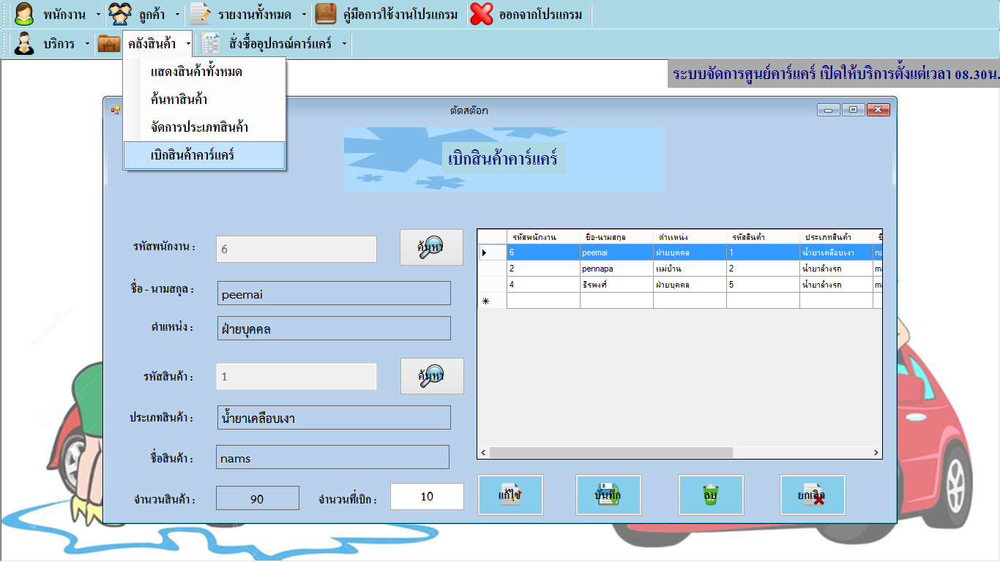 พนักงาน ลูกค้า รายงานทั้งหมด คู่มือการใช้งานโปรแกรม ออกจากโปรแกรม
บริการ คลังสินค้า สั่งซื้ออุปกรณ์คาร์แคร์
แสดงสินค้าทั้งหมด
ค้นหาสินค้า
จัดการประเภทสินค้า
เบิกสินค้าคาร์แคร์
ระบบจัดการศูนย์คาร์แคร์ เปิดให้บริการตั้งแต่เวลา 08.30น.
ตัดสต๊อก
เบิกสินค้าคาร์แคร์
รหัสพนักงาน : 6 ค้นหา
ชื่อ - นามสกุล : peemai
ตำแหน่ง : ฝ่ายบุคคล
รหัสสินค้า : 1 ค้นหา
ประเภทสินค้า : น้ำยาเคลือบเงา
ชื่อสินค้า : nams
จำนวนสินค้า : 90 จำนวนที่เบิก : 10
รหัสพนักงาน ชื่อ-นามสกุล ตำแหน่ง รหัสสินค้า ประเภทสินค้า
6 peemai ฝ่ายบุคคล 1 น้ำยาเคลือบเงา na
2 pennapa แม่บ้าน 2 น้ำยาล้างรถ ma
4 ธีรพงศ์ ฝ่ายบุคคล 5 น้ำยาล้างรถ ma
แก้ไข บันทึก ลบ ยกเลิก